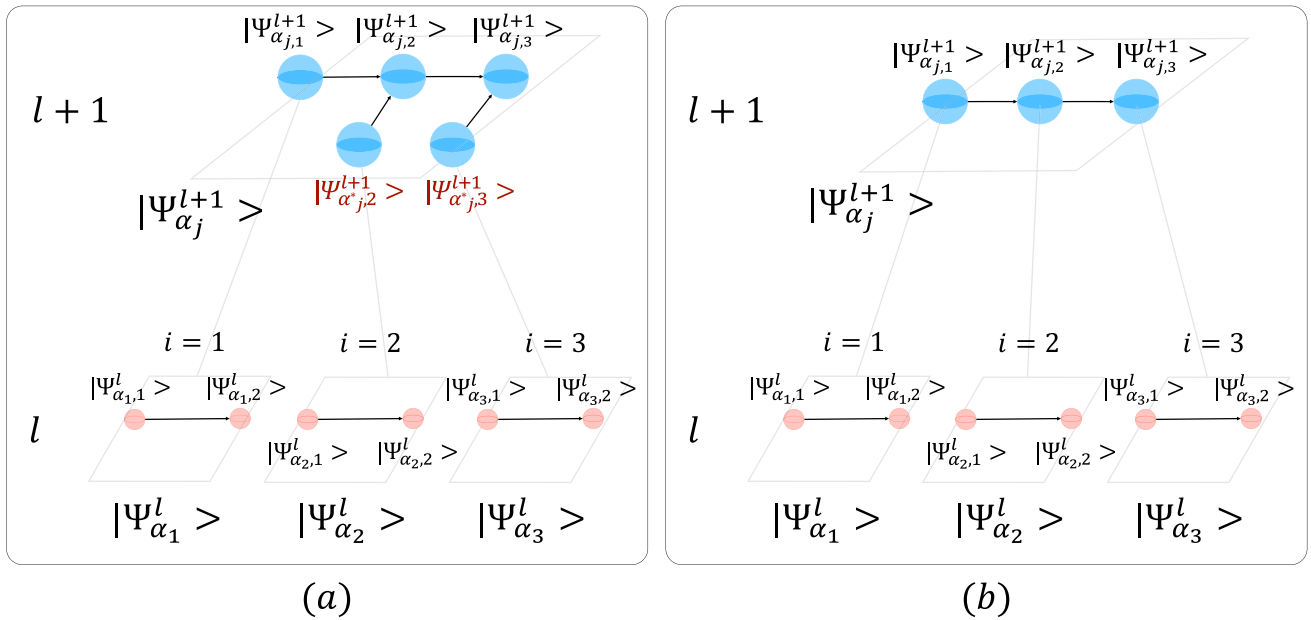 |Ψ^{l+1}_{α_{j,1}} > |Ψ^{l+1}_{α_{j,2}} > |Ψ^{l+1}_{α_{j,3}} >
l + 1
|Ψ^{l+1}_{α*_j,2} > |Ψ^{l+1}_{α*_j,3} >
|Ψ^{l+1}_{α_j} >
i = 1 i = 2 i = 3
|Ψ^l_{α_1,1} > |Ψ^l_{α_1,2} > |Ψ^l_{α_3,1} > |Ψ^l_{α_3,2} >
l
|Ψ^l_{α_2,1} > |Ψ^l_{α_2,2} >
|Ψ^l_{α_1} > |Ψ^l_{α_2} > |Ψ^l_{α_3} >
(a)
|Ψ^{l+1}_{α_{j,1}} > |Ψ^{l+1}_{α_{j,2}} > |Ψ^{l+1}_{α_{j,3}} >
l + 1
|Ψ^{l+1}_{α_j} >
i = 1 i = 2 i = 3
|Ψ^l_{α_1,1} > |Ψ^l_{α_1,2} > |Ψ^l_{α_3,1} > |Ψ^l_{α_3,2} >
l
|Ψ^l_{α_2,1} > |Ψ^l_{α_2,2} >
|Ψ^l_{α_1} > |Ψ^l_{α_2} > |Ψ^l_{α_3} >
(b)